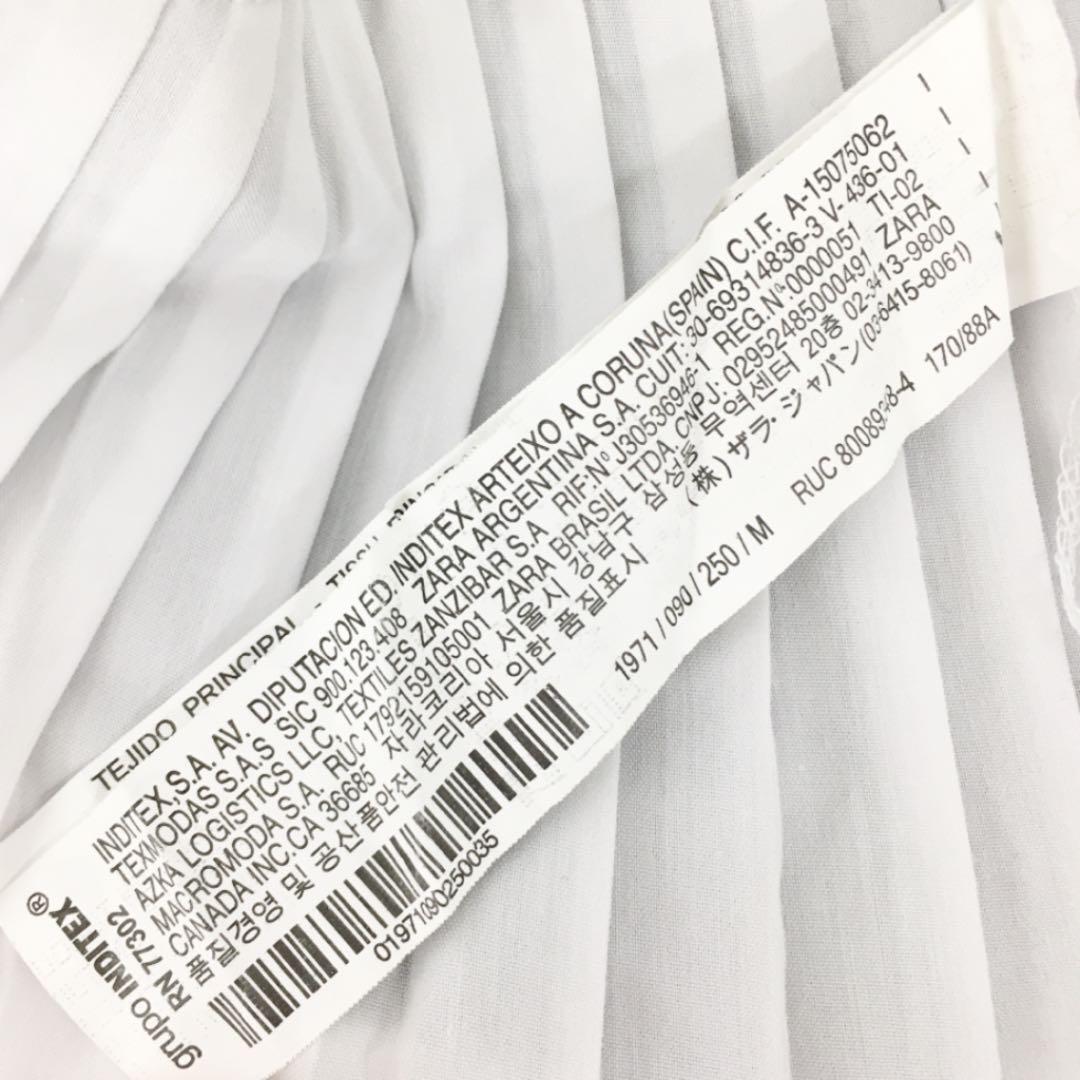 TEJIDO PRINCIPAL
grupo INDITEX ®
RN 77302
INDITEX,S.A. AV. DIPUTACION ED. INDITEX ARTEIXO A CORUNA(SPAIN) C.I.F. A-15075062
TEXMODAS S.A.S SIC 900.123.408 ZARA ARGENTINA S.A. CUIT: 30-69314836-3 V-436-01
AZKA LOGISTICS LLC, TEXTILES ZANZIBAR S.A RIF-Nº J30536946-1 REG.Nº.0000051 TI-02
MACROMODA S.A. RUC 1792159105001 ZARA BRASIL LTDA. CNPJ: 02952485000491 ZARA
CANADA INC.CA 36685 자라코리아 서울시 강남구 삼성동 무역센터 20층 02-3413-9800
품질경영 및 공산품안전 관리법에 의한 품질표시 (株)ザラ・ジャパン(03-6415-8061)
01971090250035
1971 / 090 / 250 / M
RUC 8008948-4
170/88A